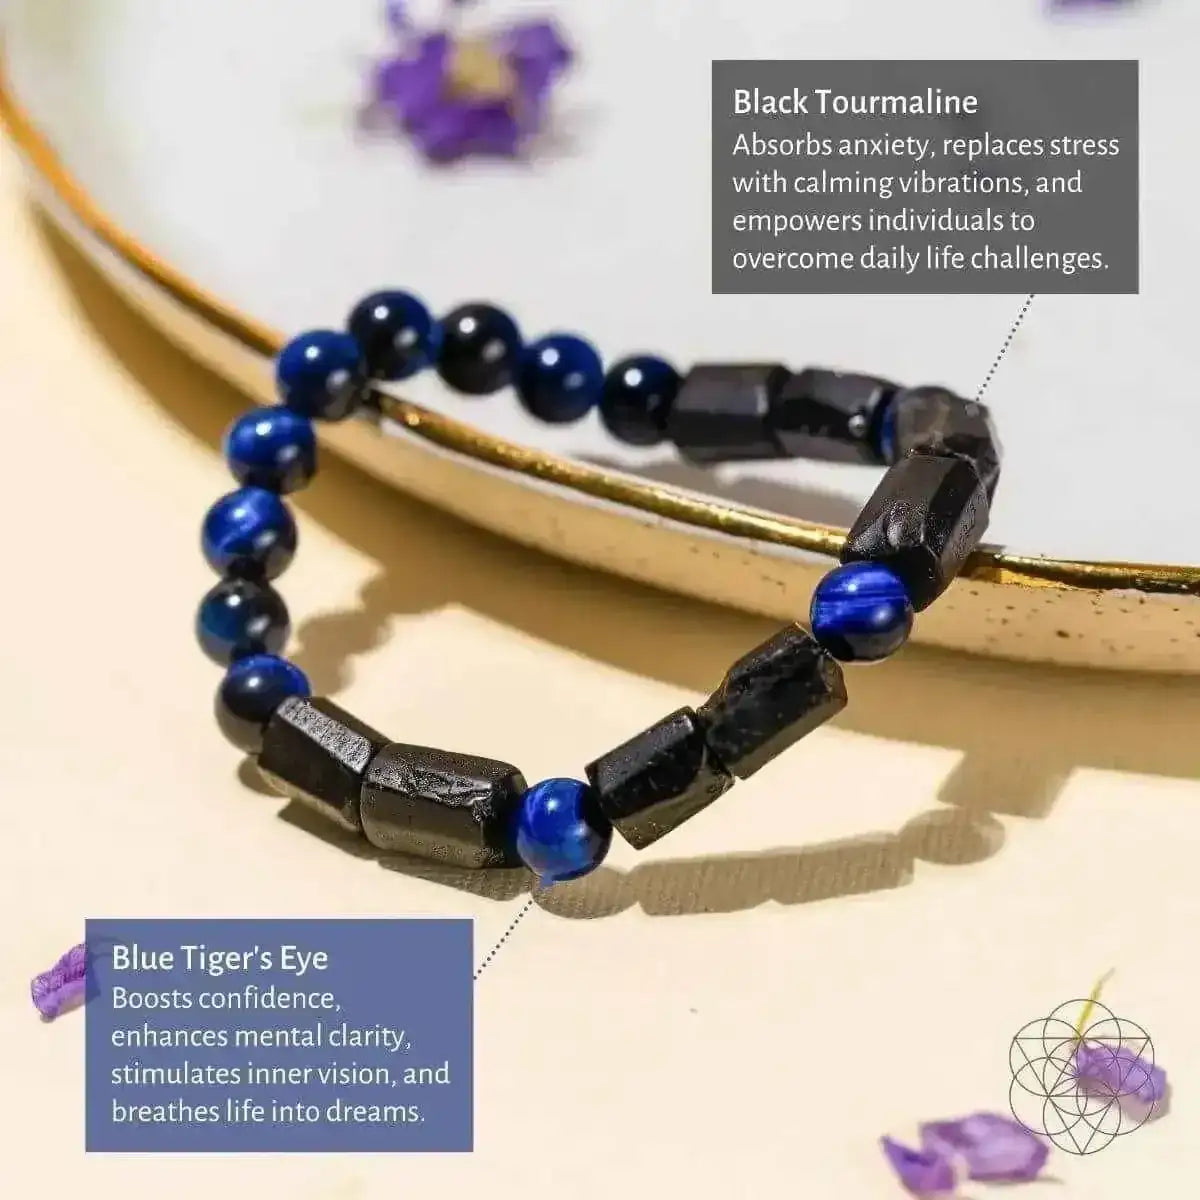 Black Tourmaline
Absorbs anxiety, replaces stress
with calming vibrations, and
empowers individuals to
overcome daily life challenges.
Blue Tiger's Eye
Boosts confidence,
enhances mental clarity,
stimulates inner vision, and
breathes life into dreams.